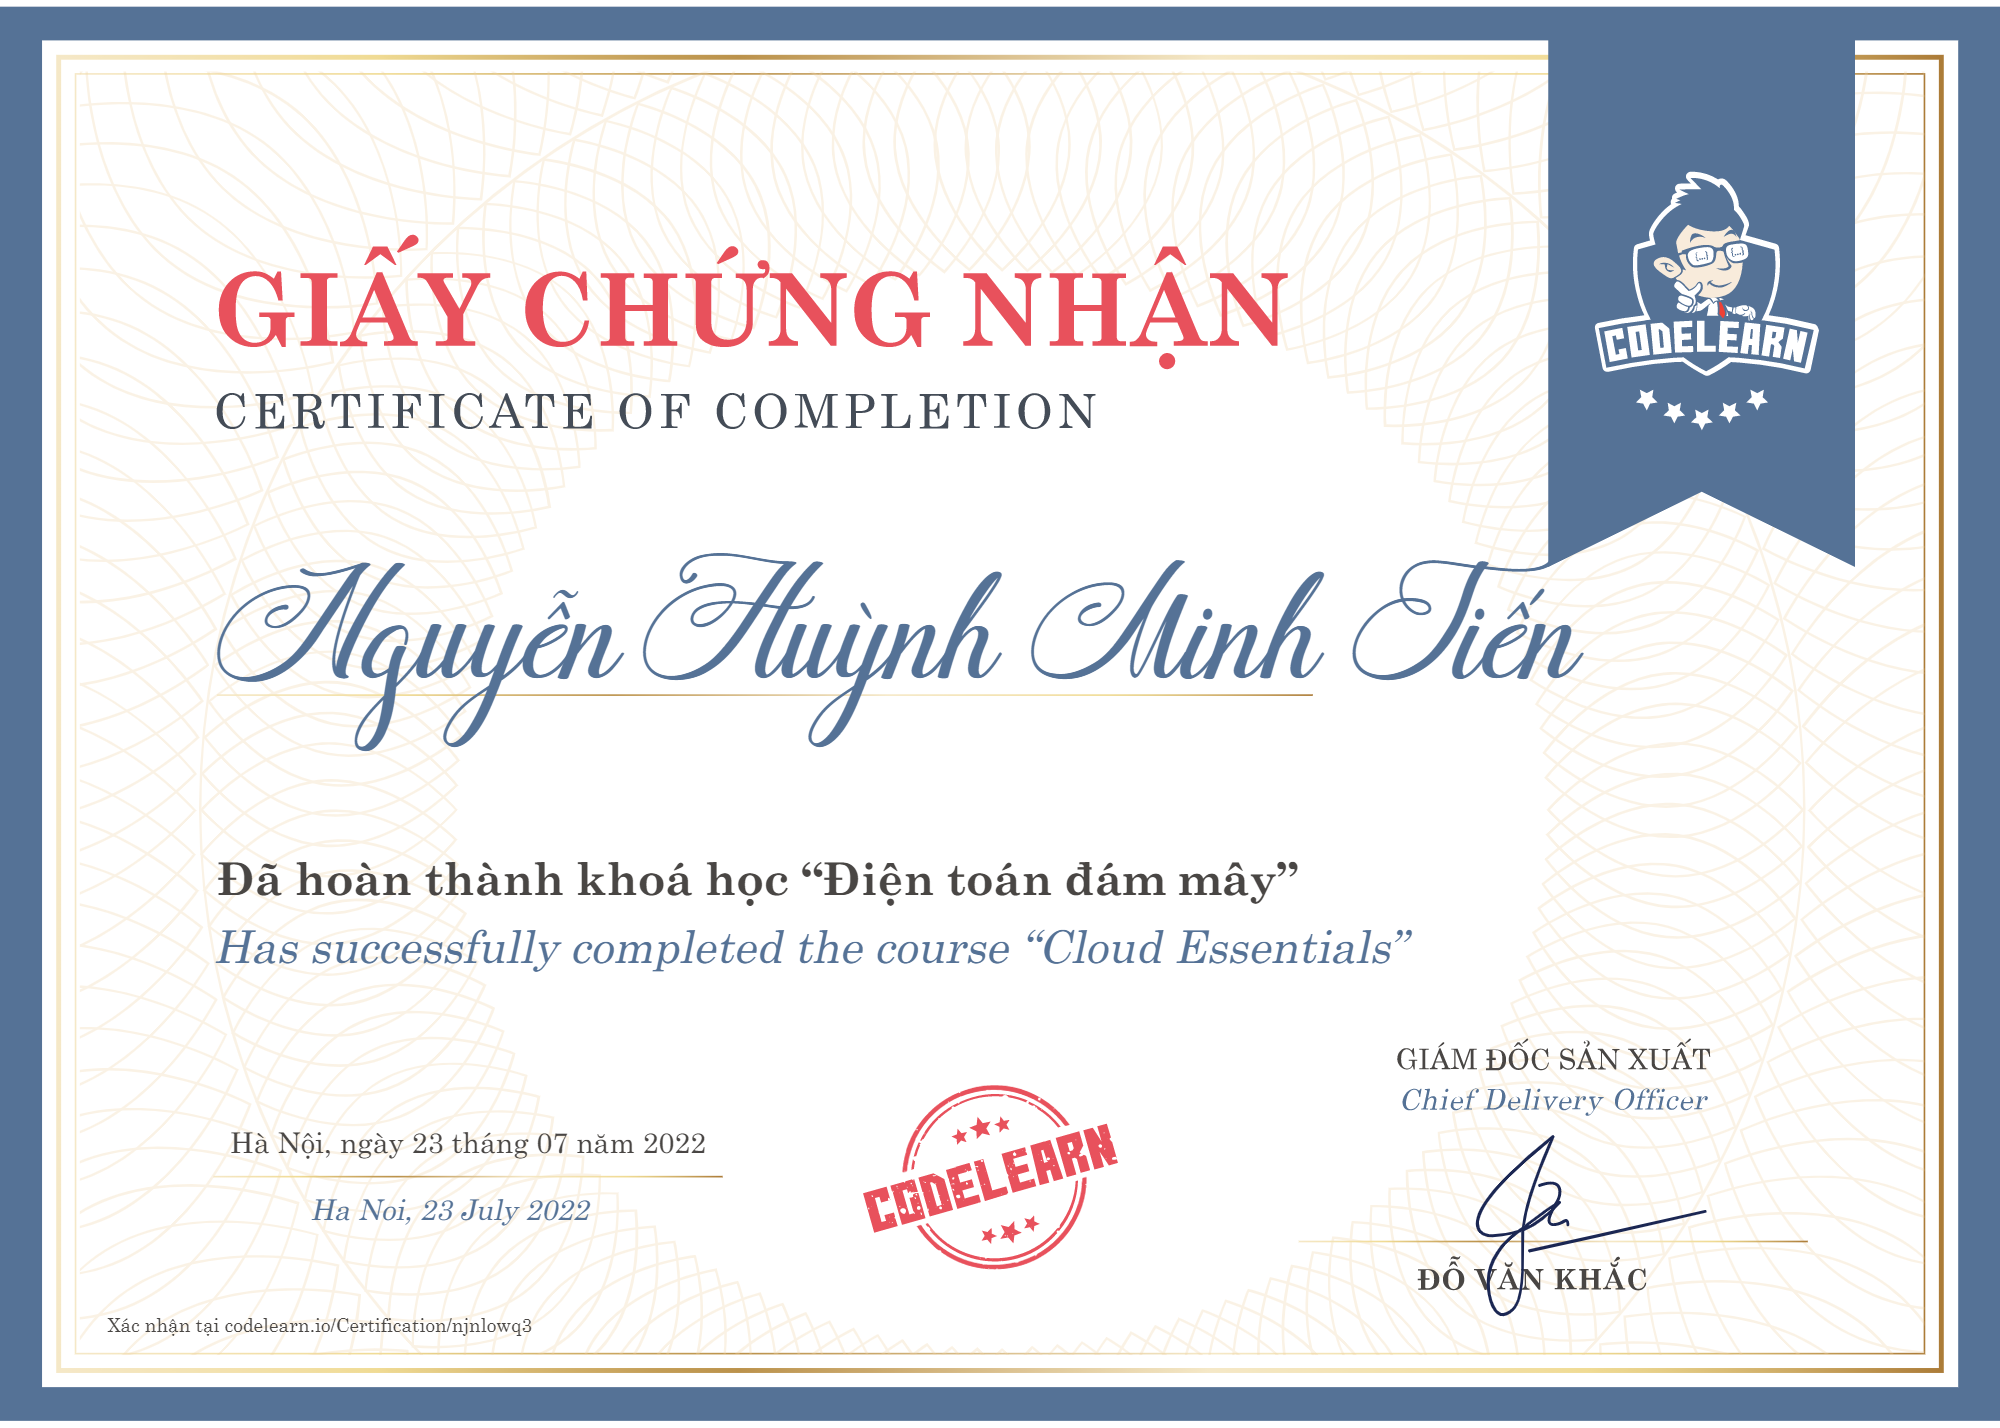 GIẤY CHỨNG NHẬN
CERTIFICATE OF COMPLETION
{...} {...}
CODELEARN
Nguyễn Huỳnh Minh Tiến
Đã hoàn thành khoá học “Điện toán đám mây”
Has successfully completed the course “Cloud Essentials”
Hà Nội, ngày 23 tháng 07 năm 2022
Ha Noi, 23 July 2022
CODELEARN
GIÁM ĐỐC SẢN XUẤT
Chief Delivery Officer
ĐỖ VĂN KHẮC
Xác nhận tại codelearn.io/Certification/njnlowq3